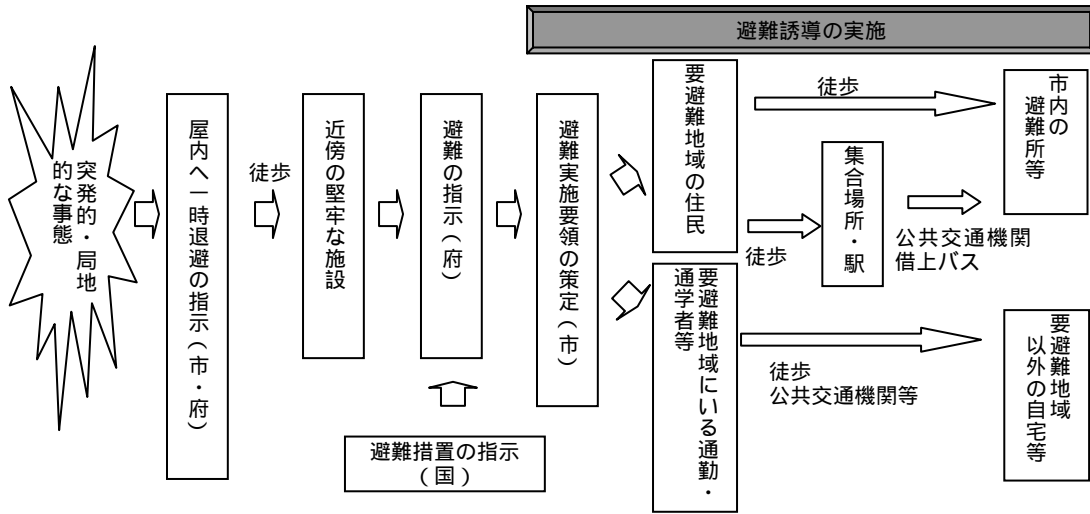 避難誘導の実施
突発的・局地
的な事態
屋内へ一時退避の指示(市・府)
徒歩
近傍の堅牢な施設
避難の指示(府)
避難措置の指示
(国)
避難実施要領の策定(市)
要避難地域の住民
徒歩
市内の
避難所等
徒歩
集合場所・駅
公共交通機関
借上バス
要避難地域にいる通勤・
通学者等
徒歩
公共交通機関等
要避難地域
以外の自宅等